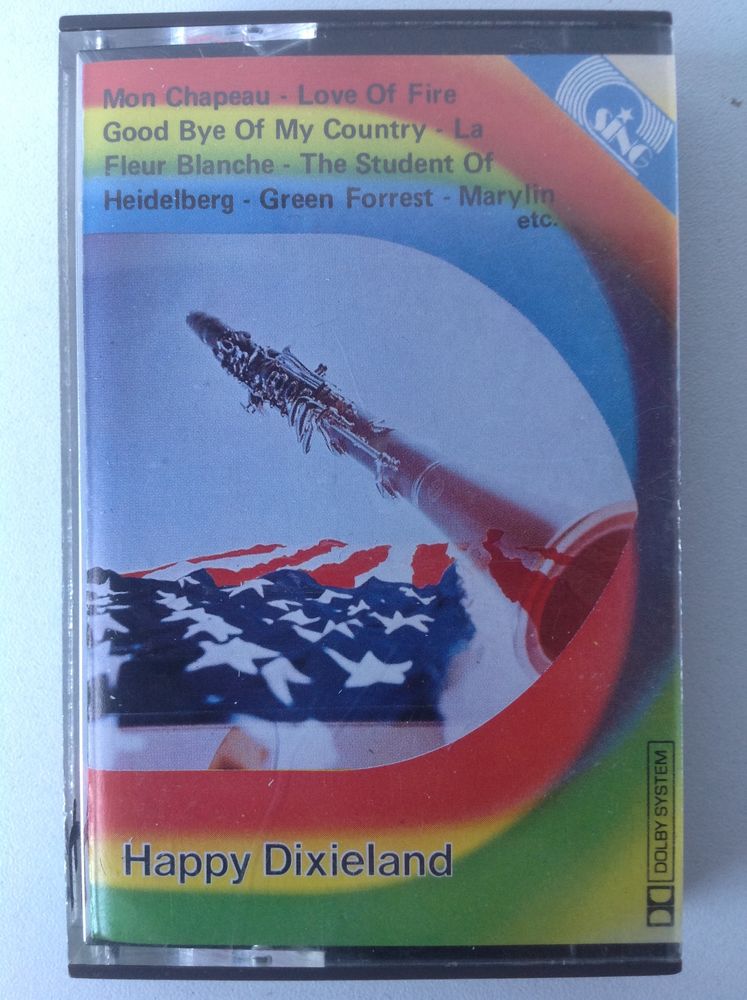 Mon Chapeau - Love Of Fire
Good Bye Of My Country - La
Fleur Blanche - The Student Of
Heidelberg - Green Forrest - Marylin
etc.
SING
Happy Dixieland
DOLBY SYSTEM